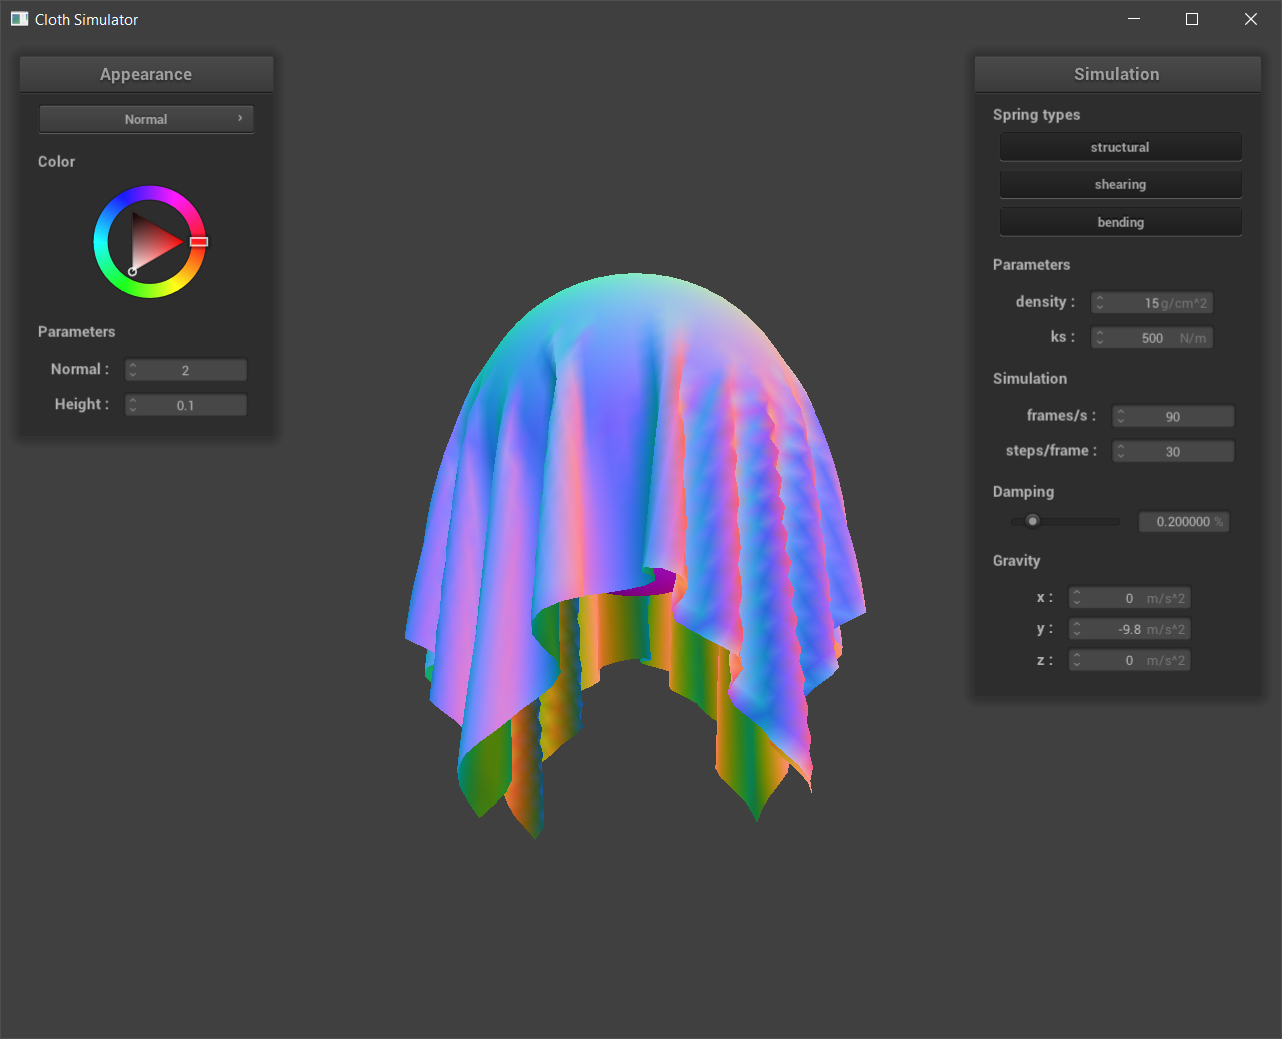 Cloth Simulator
Appearance
Normal
Color
Parameters
Normal :
2
Height :
0.1
Simulation
Spring types
structural
shearing
bending
Parameters
density :
15 g/cm^2
ks :
500 N/m
Simulation
frames/s :
90
steps/frame :
30
Damping
0.200000 %
Gravity
x :
0 m/s^2
y :
-9.8 m/s^2
z :
0 m/s^2